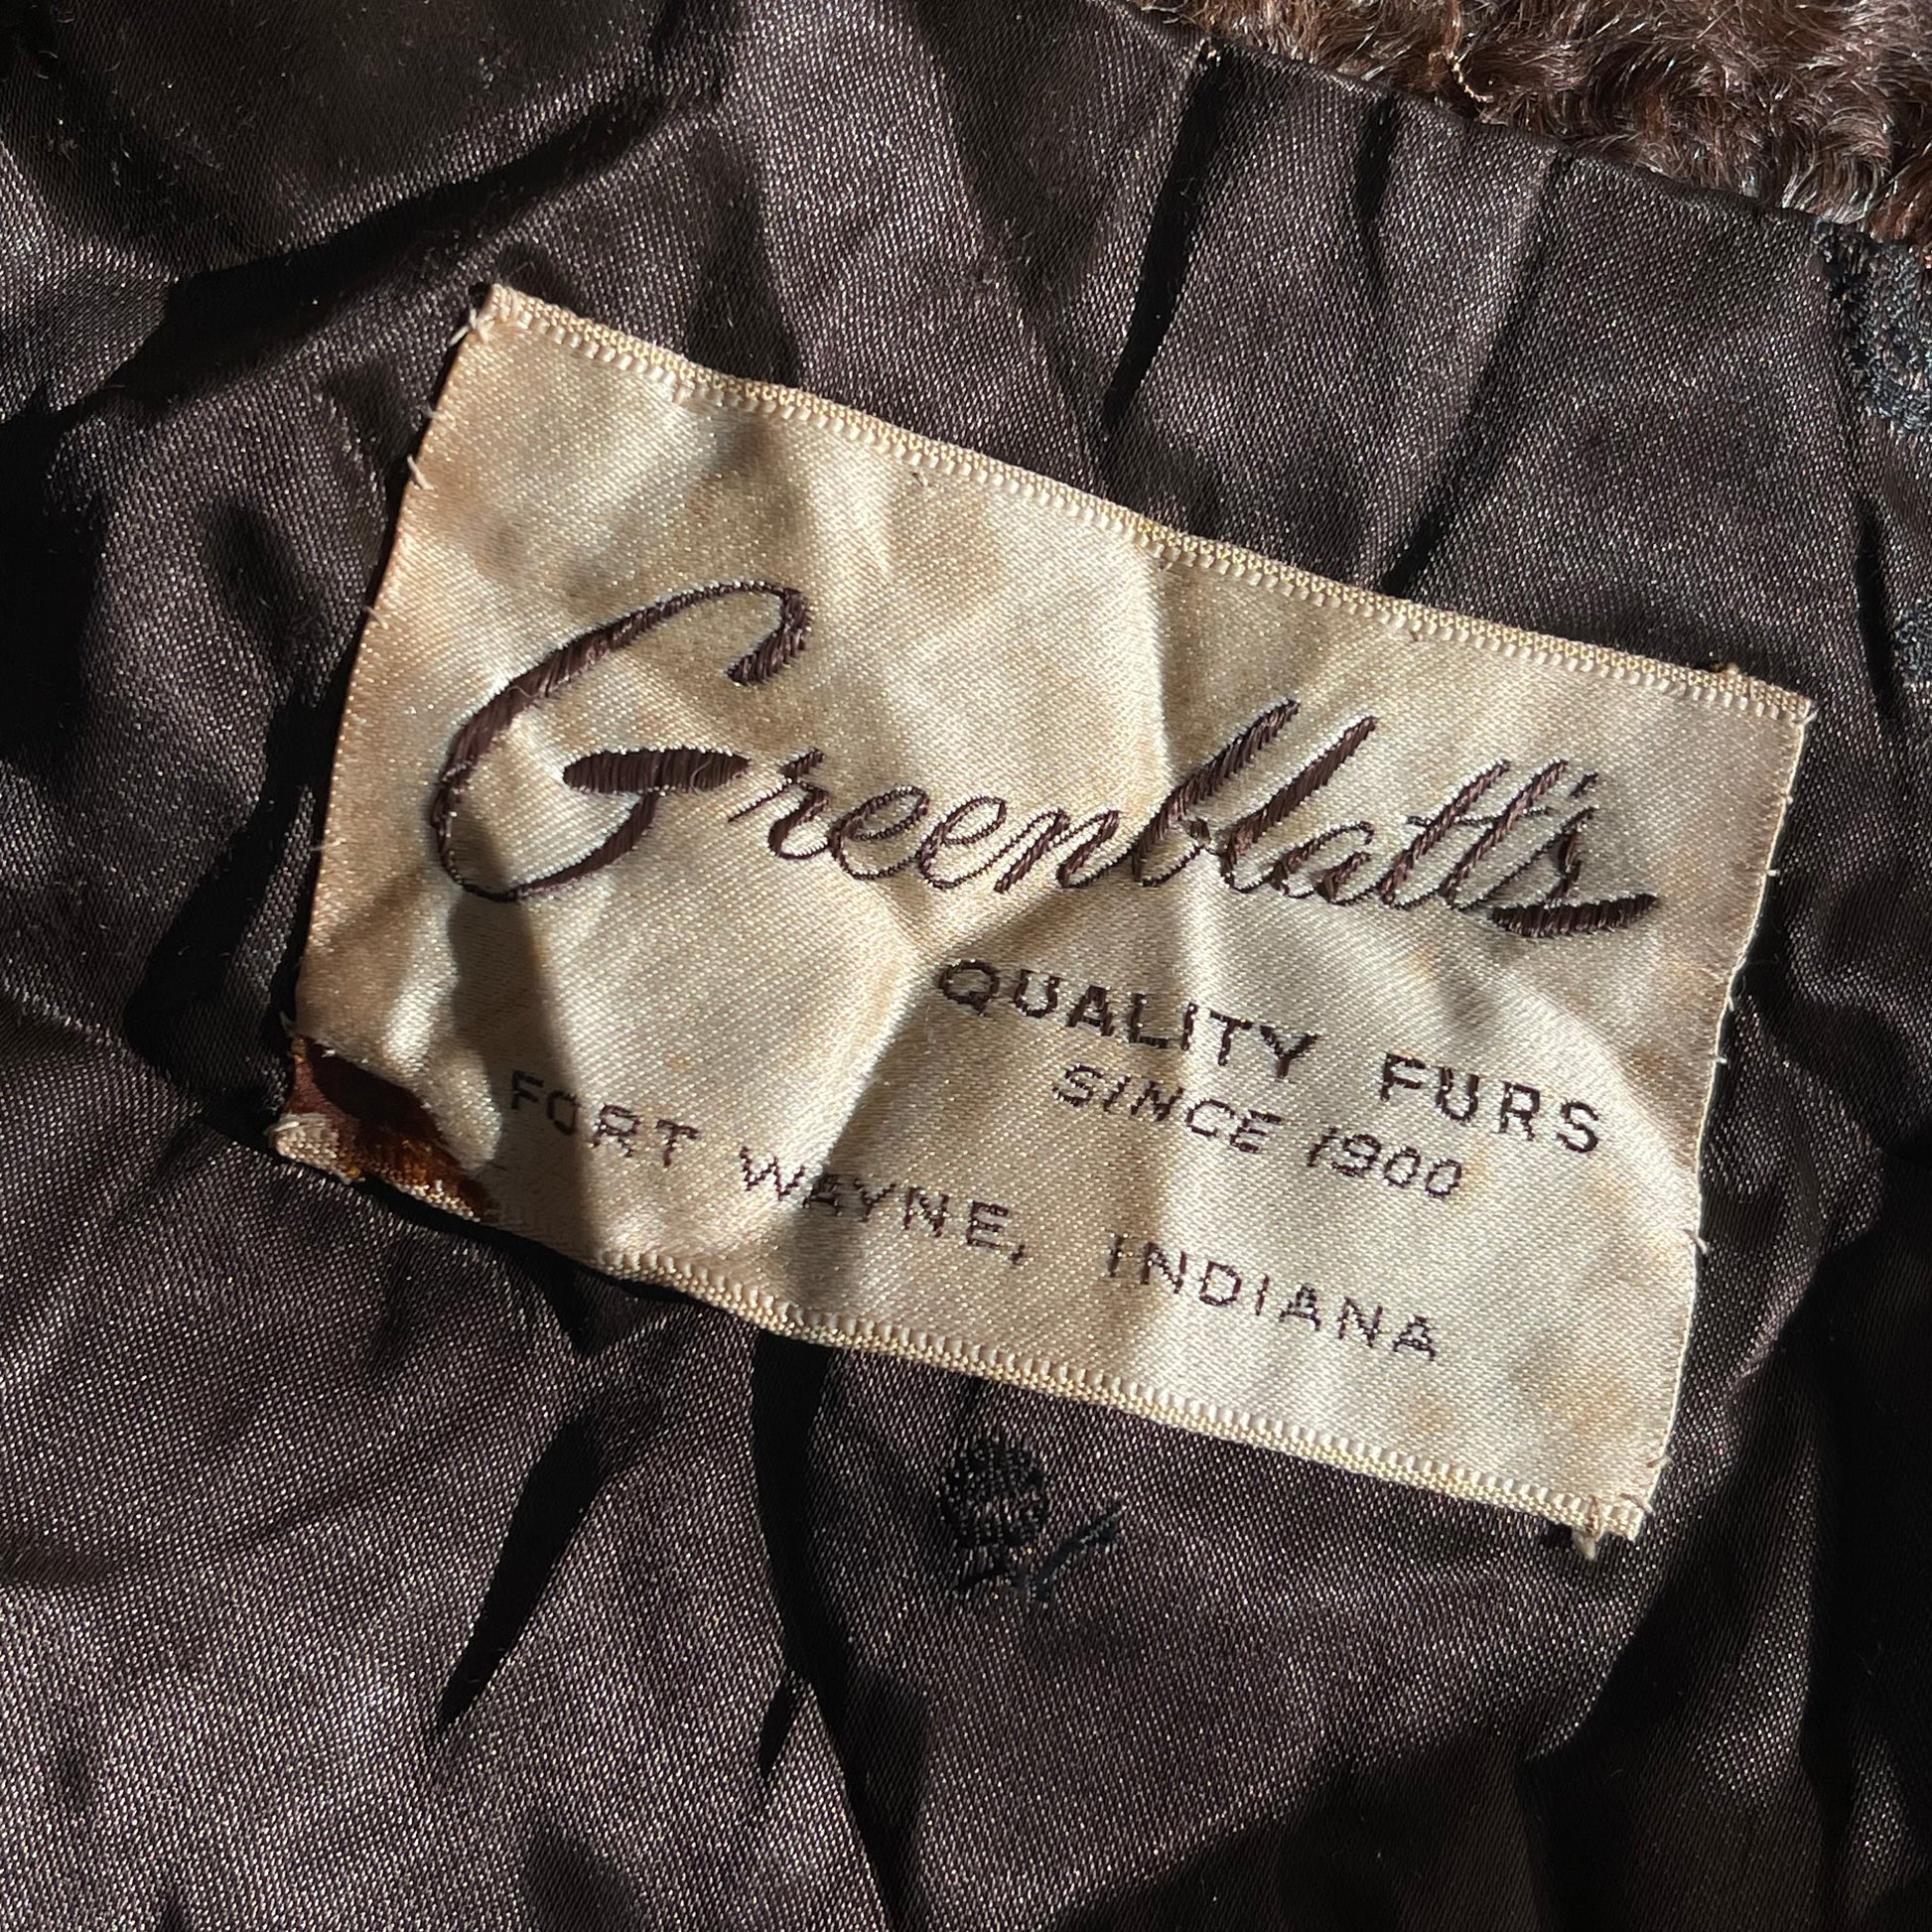 Greenblatt's
QUALITY FURS
SINCE 1900
FORT WAYNE, INDIANA